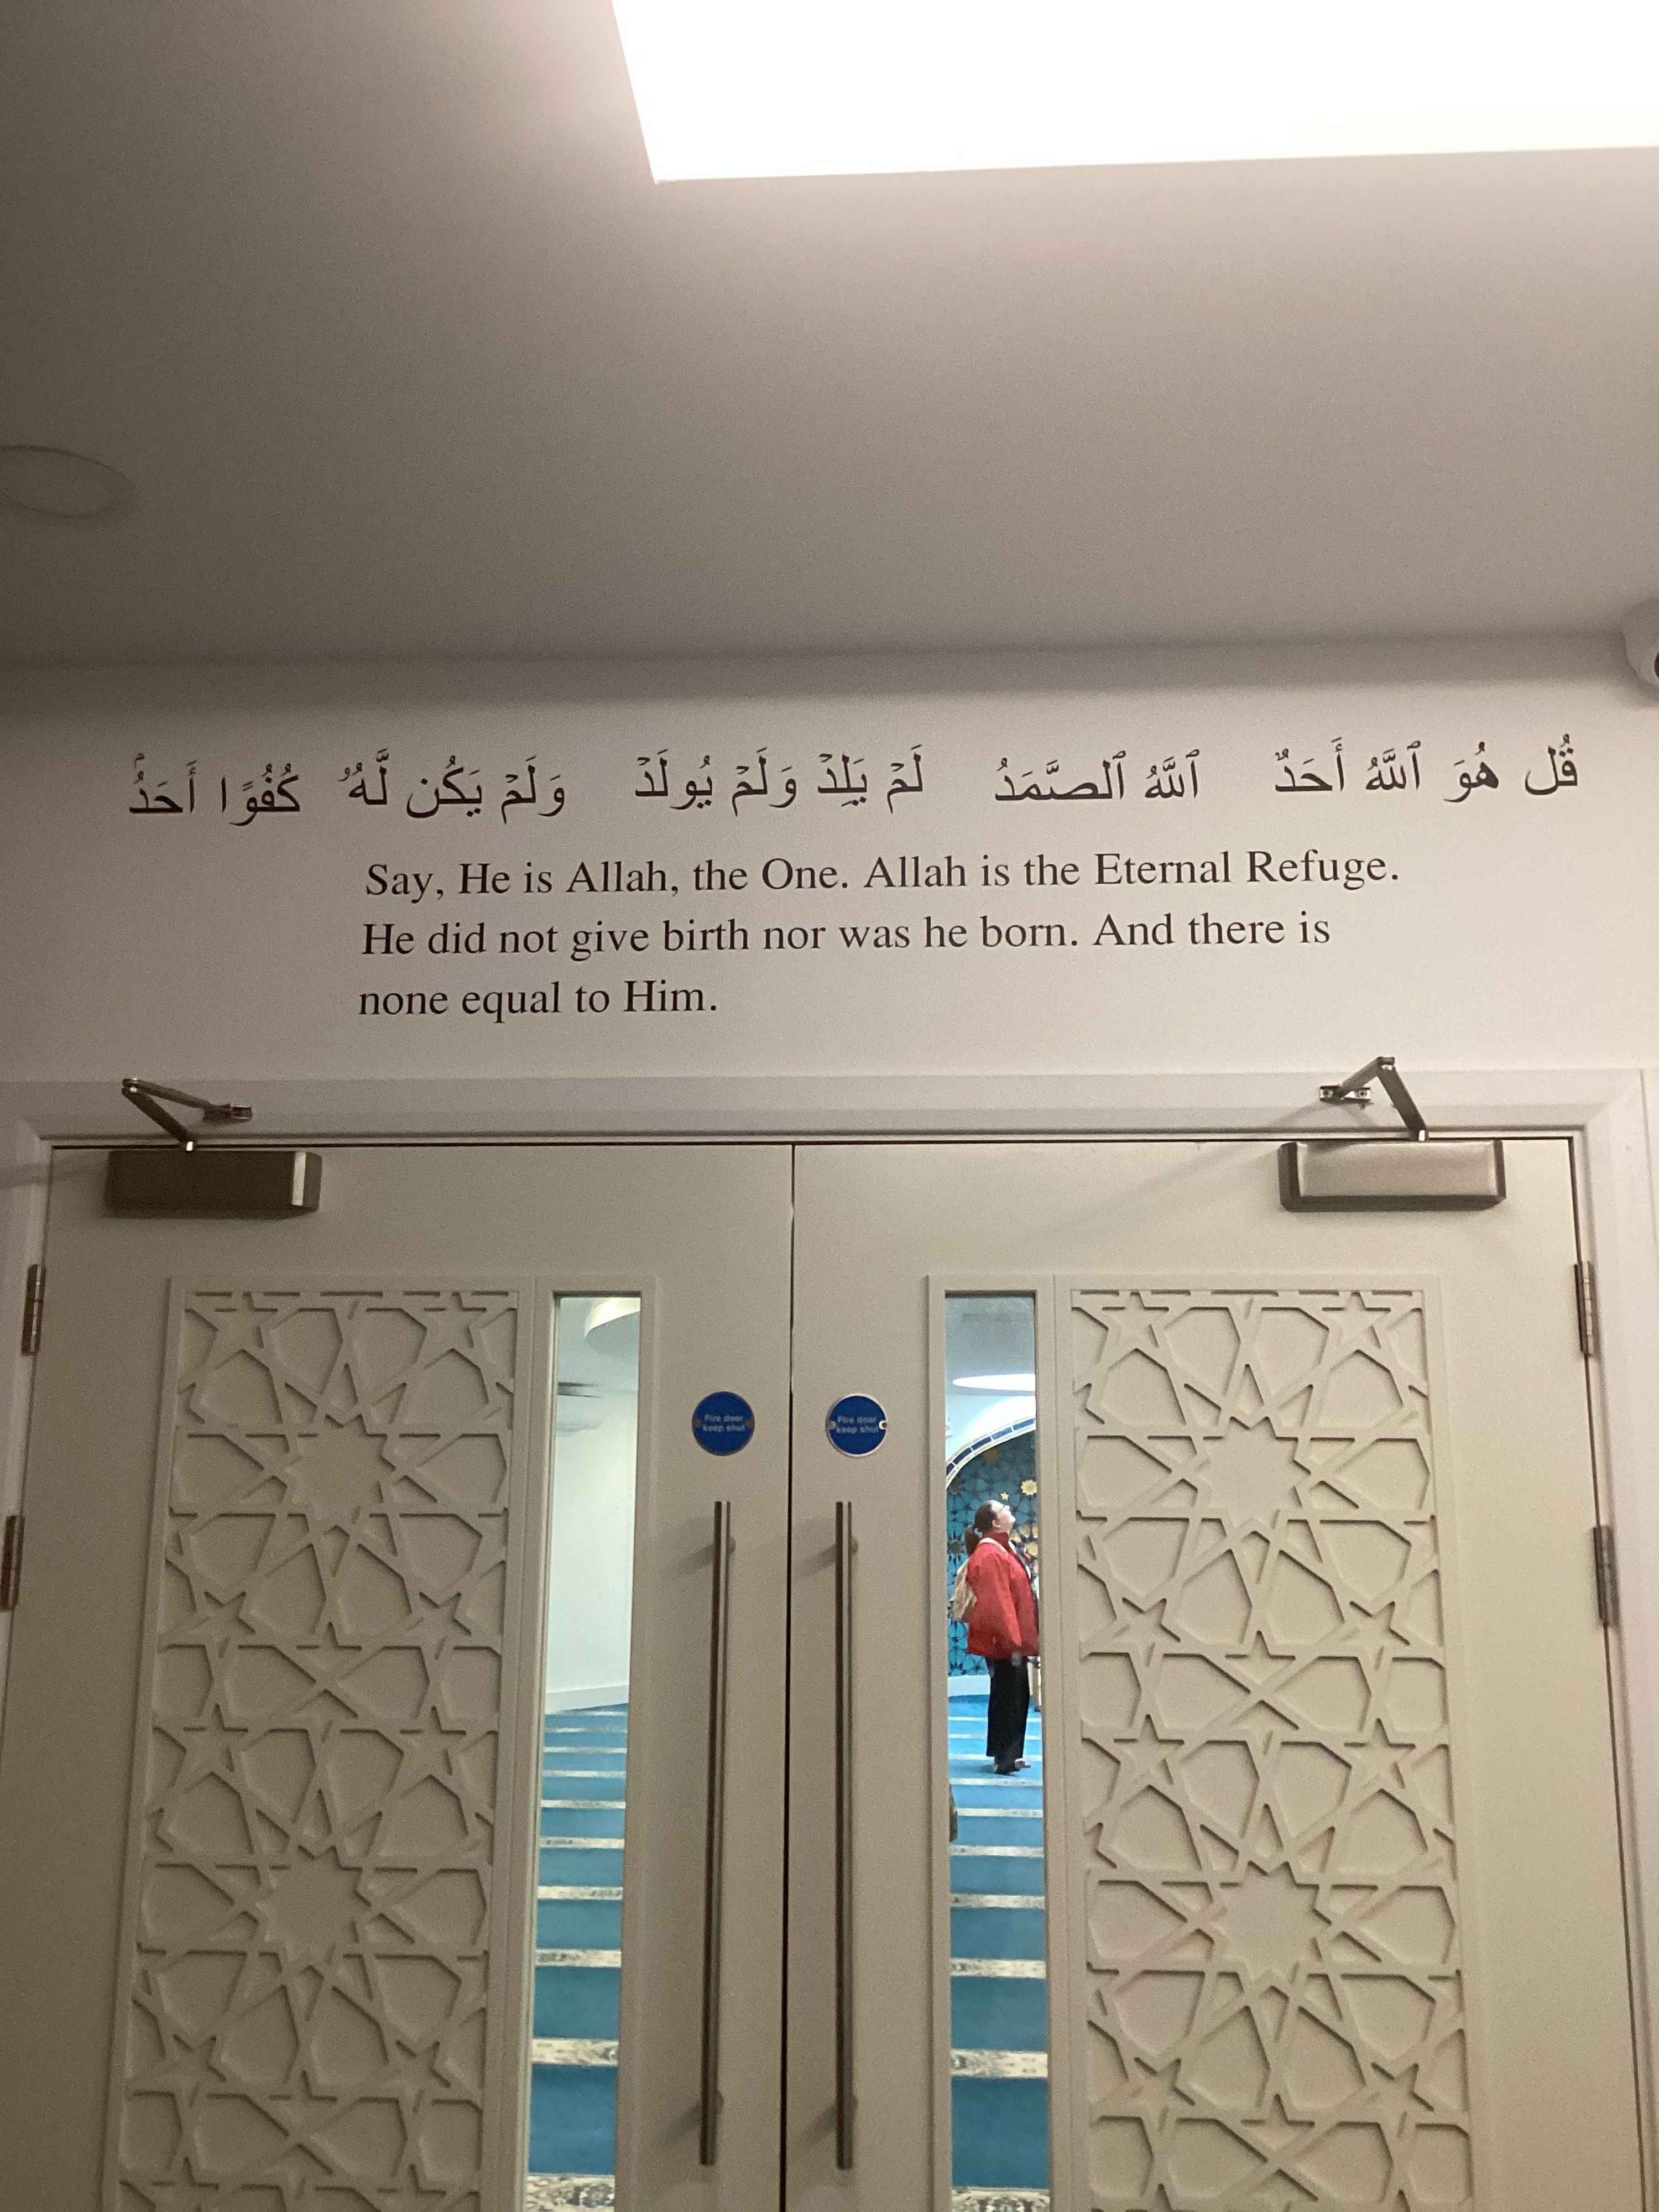 قُل هُوَ ٱللَّهُ أَحَدٌ ٱللَّهُ ٱلصَّمَدُ لَمۡ يَلِدۡ وَلَمۡ يُولَدۡ وَلَمۡ يَكُن لَّهُۥ كُفُوًا أَحَدُۢ
Say, He is Allah, the One. Allah is the Eternal Refuge.
He did not give birth nor was he born. And there is
none equal to Him.
Fire door
keep shut
Fire door
keep shut